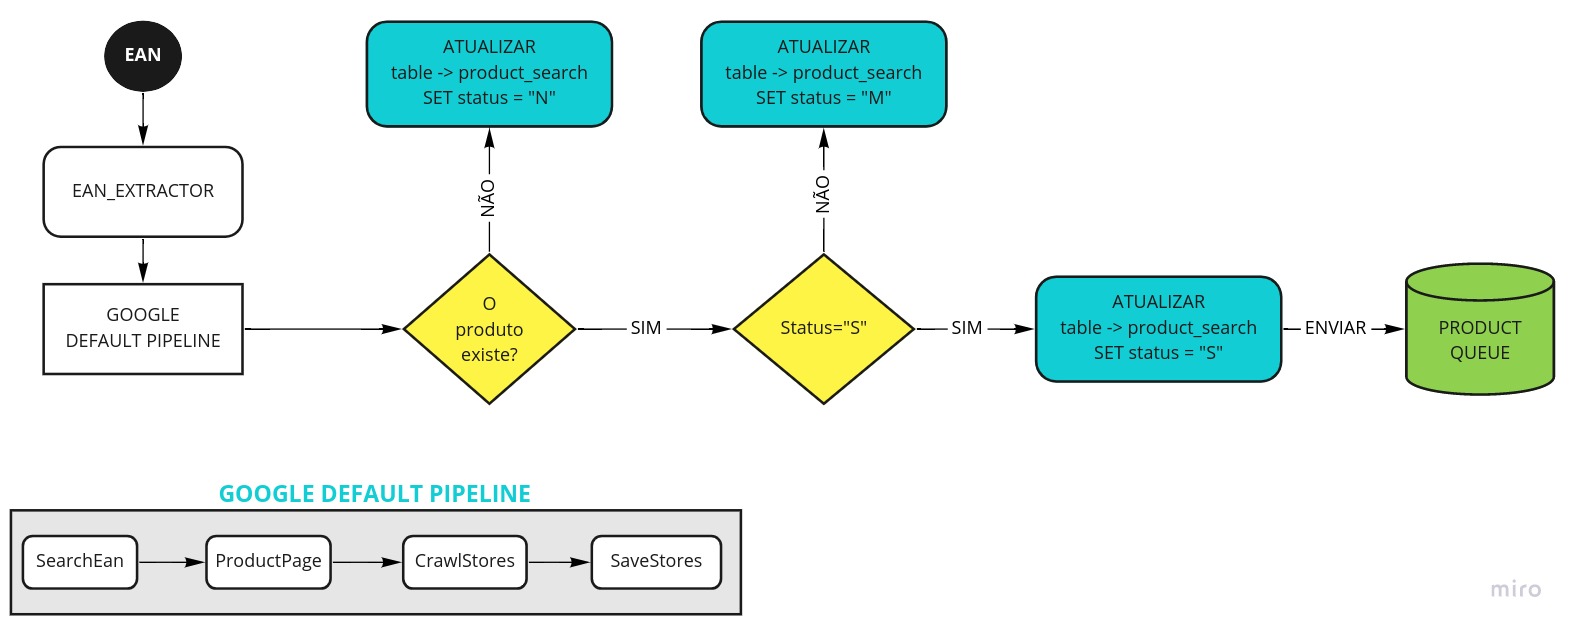 EAN
EAN_EXTRACTOR
GOOGLE
DEFAULT PIPELINE
ATUALIZAR
table -> product_search
SET status = "N"
NÃO
O
produto
existe?
SIM
ATUALIZAR
table -> product_search
SET status = "M"
NÃO
Status="S"
SIM
ATUALIZAR
table -> product_search
SET status = "S"
ENVIAR
PRODUCT
QUEUE
GOOGLE DEFAULT PIPELINE
SearchEan
ProductPage
CrawlStores
SaveStores
miro